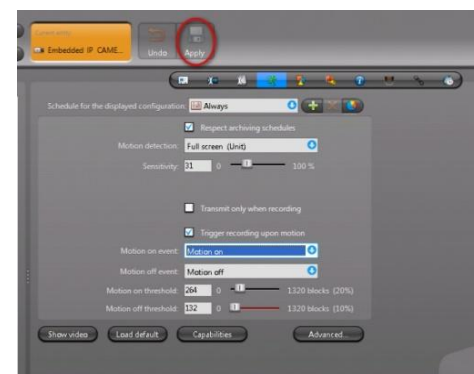 Current entity:
Embedded IP CAME...
Undo
Apply
Schedule for the displayed configuration: Always
Respect archiving schedules
Motion detection: Full screen (Unit)
Sensitivity: 31 0 100 %
Transmit only when recording
Trigger recording upon motion
Motion on event: Motion on
Motion off event: Motion off
Motion on threshold: 264 0 1320 blocks (20%)
Motion off threshold: 132 0 1320 blocks (10%)
Show video Load default Capabilities Advanced...